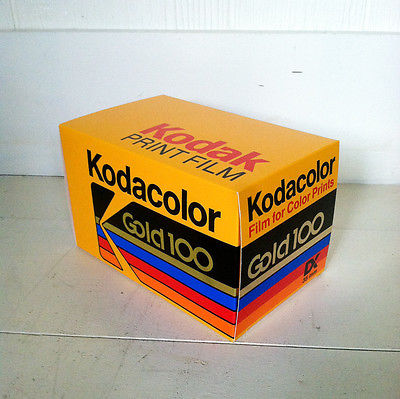 Kodak
PRINT FILM
Kodacolor
Gold 100
Kodacolor
Film for Color Prints
Gold 100
DX